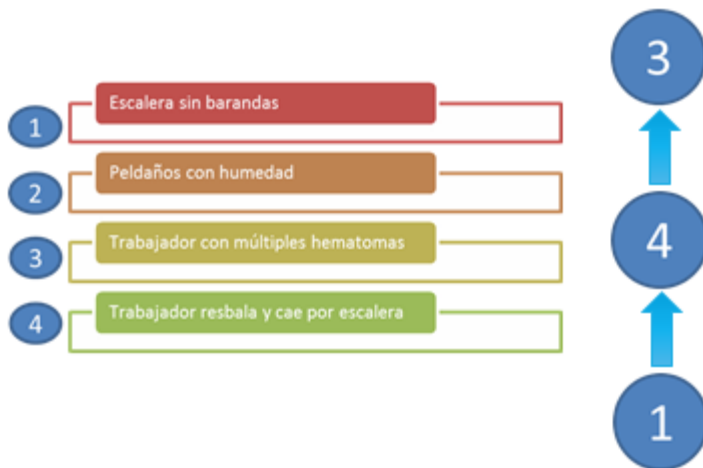 1 Escalera sin barandas
2 Peldaños con humedad
3 Trabajador con múltiples hematomas
4 Trabajador resbala y cae por escalera
3
4
1